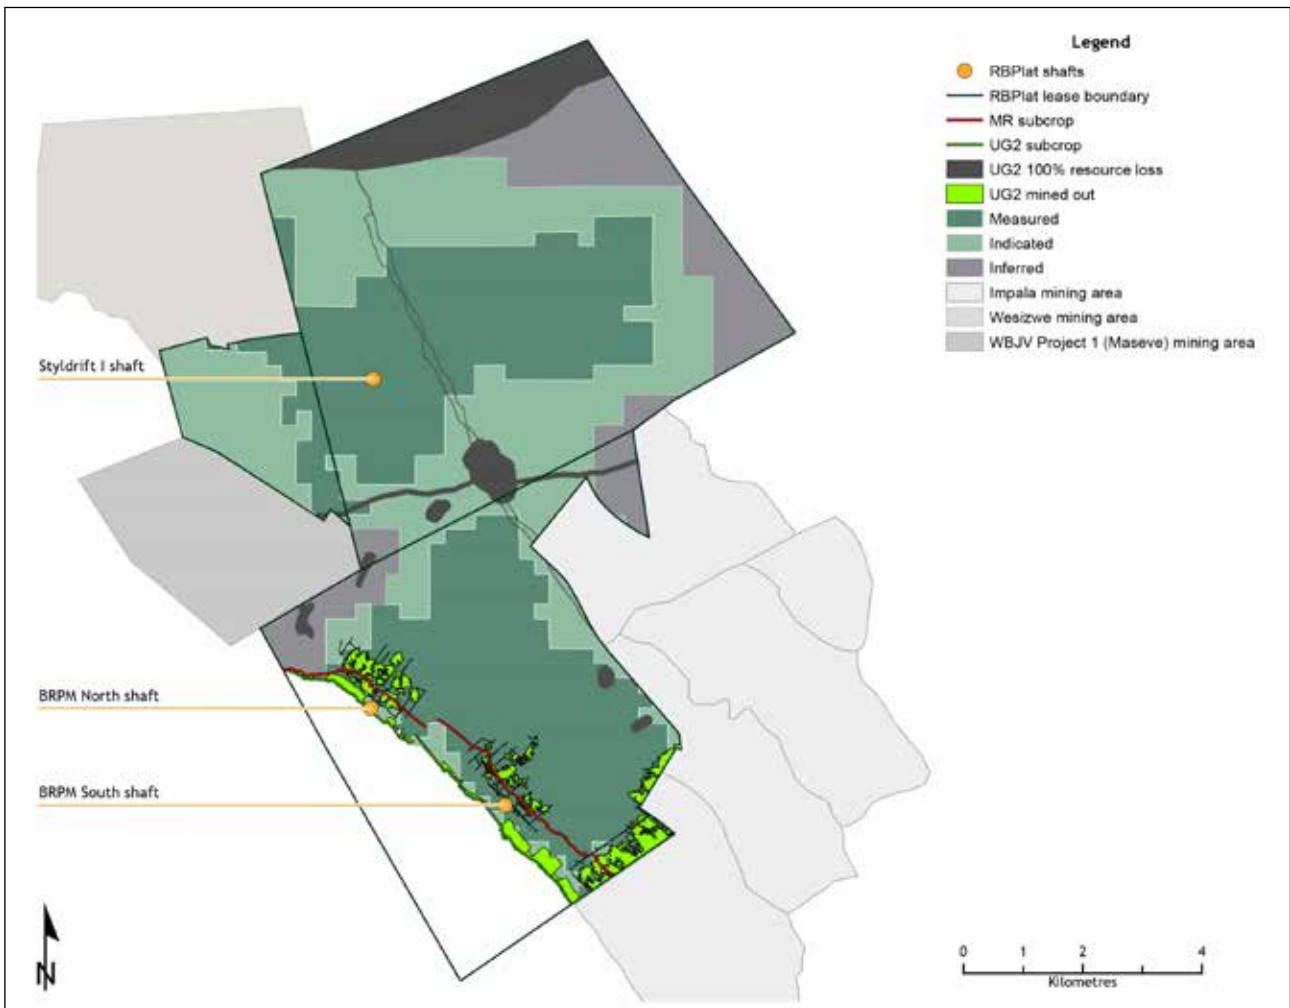 Legend
RBPlat shafts
RBPlat lease boundary
MR subcrop
UG2 subcrop
UG2 100% resource loss
UG2 mined out
Measured
Indicated
Inferred
Impala mining area
Wesizwe mining area
WBJV Project 1 (Maseve) mining area
Styldrift I shaft
BRPM North shaft
BRPM South shaft
N
0 1 2 4
Kilometres